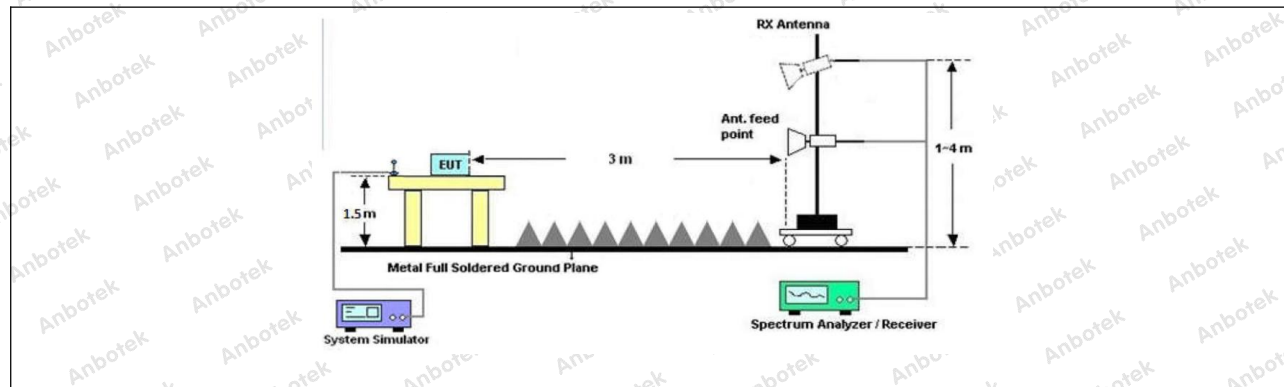 RX Antenna
Ant. feed
point
EUT
3 m
1~4 m
1.5 m
Metal Full Soldered Ground Plane
System Simulator
Spectrum Analyzer / Receiver
Anbotek